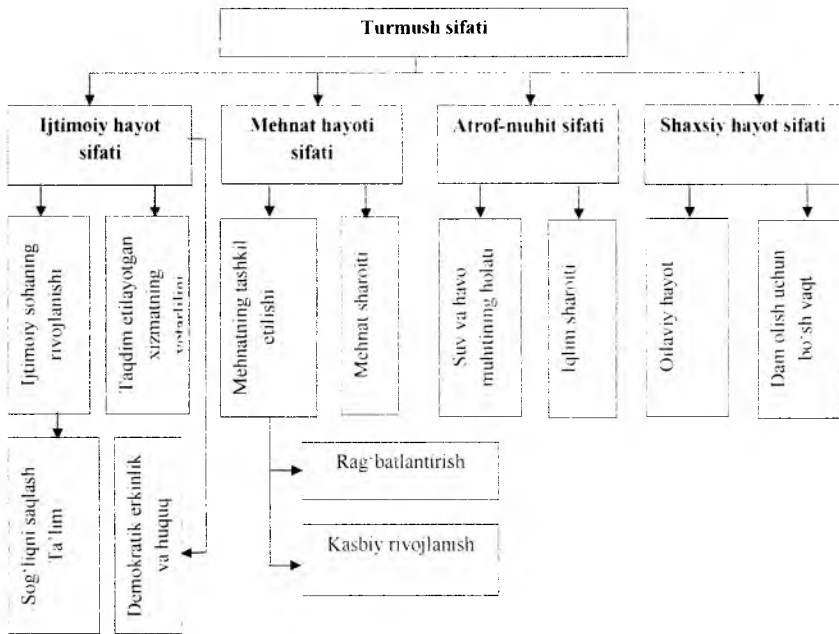 Turmush sifati
Ijtimoiy hayot
sifati
Mehnat hayoti
sifati
Atrof-muhit sifati
Shaxsiy hayot sifati
Ijtimoiy sohaning
rivojlanishi
Taqdim etilayotgan
xizmatning
Mehnatning tashkil
etilishi
Mehnat sharoiti
Suv va havo
muhitining holati
Iqlim sharoiti
Oilaviy hayot
Dam olish uchun
bo‘sh vaqt
Sog‘liqni saqlash
Ta’lim
Demokratik erkinlik
va huquq
Rag‘batlantirish
Kasbiy rivojlanish